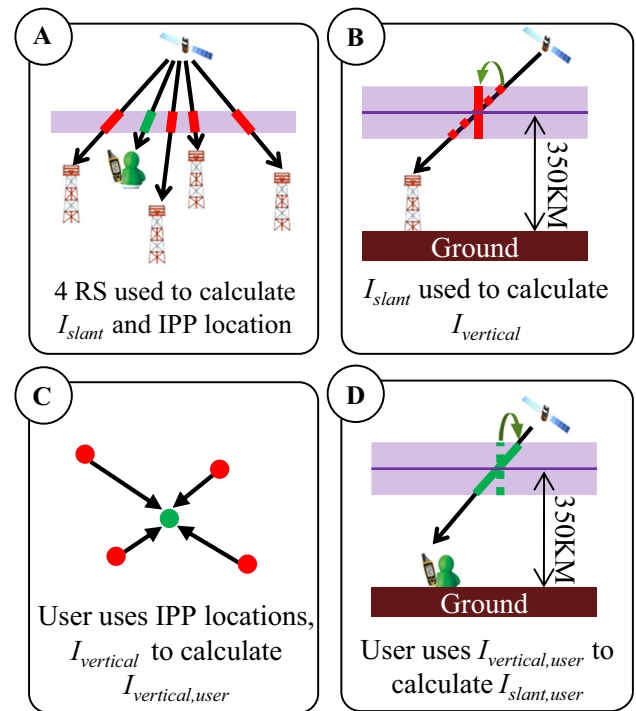 A
4 RS used to calculate
I_slant and IPP location
B
350KM
Ground
I_slant used to calculate
I_vertical
C
User uses IPP locations,
I_vertical to calculate
I_vertical,user
D
350KM
Ground
User uses I_vertical,user to
calculate I_slant,user